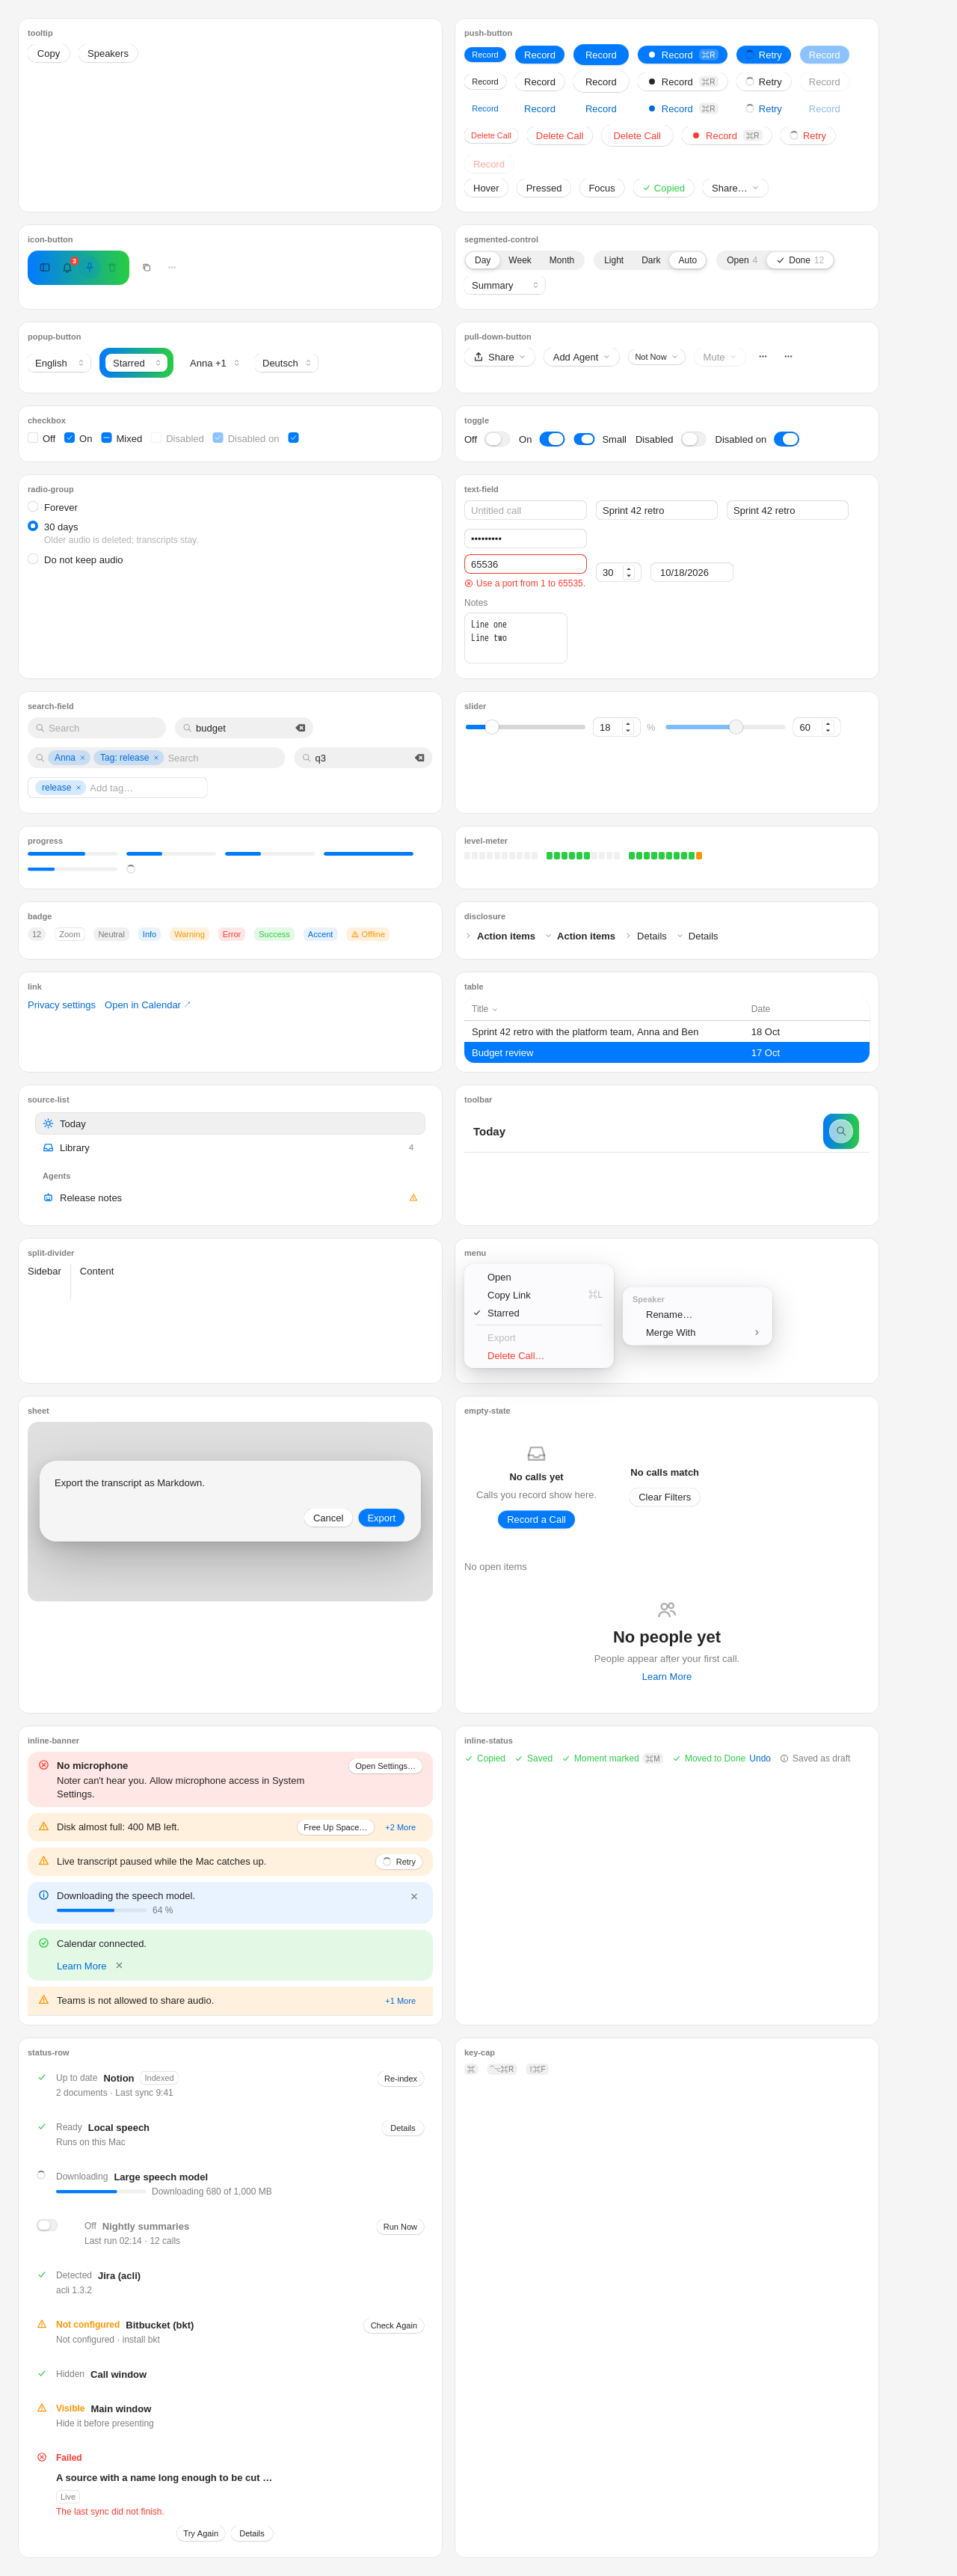 tooltip
Copy Speakers
push-button
Record Record Record Record ⌘R Retry Record
Record Record Record Record ⌘R Retry Record
Record Record Record Record ⌘R Retry Record
Delete Call Delete Call Delete Call Record ⌘R Retry
Record
Hover Pressed Focus Copied Share…
icon-button
3
segmented-control
Day Week Month Light Dark Auto Open 4 Done 12
Summary
popup-button
English Starred Anna +1 Deutsch
pull-down-button
Share Add Agent Not Now Mute
checkbox
Off On Mixed Disabled Disabled on
toggle
Off On Small Disabled Disabled on
radio-group
Forever
30 days
Older audio is deleted; transcripts stay.
Do not keep audio
text-field
Untitled call Sprint 42 retro Sprint 42 retro
•••••••••
65536 30 10/18/2026
Use a port from 1 to 65535.
Notes
Line one
Line two
search-field
Search budget
Anna Tag: release Search q3
release Add tag…
slider
18 % 60
progress
level-meter
badge
12 Zoom Neutral Info Warning Error Success Accent Offline
disclosure
Action items Action items Details Details
link
Privacy settings Open in Calendar ↗
table
Title Date
Sprint 42 retro with the platform team, Anna and Ben 18 Oct
Budget review 17 Oct
source-list
Today
Library 4
Agents
Release notes
toolbar
Today
split-divider
Sidebar Content
menu
Open
Copy Link ⌘L
Starred
Export
Delete Call…
Speaker
Rename…
Merge With
sheet
Export the transcript as Markdown.
Cancel Export
empty-state
No calls yet
Calls you record show here.
Record a Call
No calls match
Clear Filters
No open items
No people yet
People appear after your first call.
Learn More
inline-banner
No microphone Open Settings…
Noter can't hear you. Allow microphone access in System
Settings.
Disk almost full: 400 MB left. Free Up Space… +2 More
Live transcript paused while the Mac catches up. Retry
Downloading the speech model.
64 %
Calendar connected.
Learn More
Teams is not allowed to share audio. +1 More
inline-status
Copied Saved Moment marked ⌘M Moved to Done Undo Saved as draft
status-row
Up to date Notion Indexed Re-index
2 documents · Last sync 9:41
Ready Local speech Details
Runs on this Mac
Downloading Large speech model
Downloading 680 of 1,000 MB
Off Nightly summaries Run Now
Last run 02:14 · 12 calls
Detected Jira (acli)
acli 1.3.2
Not configured Bitbucket (bkt) Check Again
Not configured · install bkt
Hidden Call window
Visible Main window
Hide it before presenting
Failed
A source with a name long enough to be cut …
Live
The last sync did not finish.
Try Again Details
key-cap
⌘ ⌃⌥⌘R ⇧⌘F